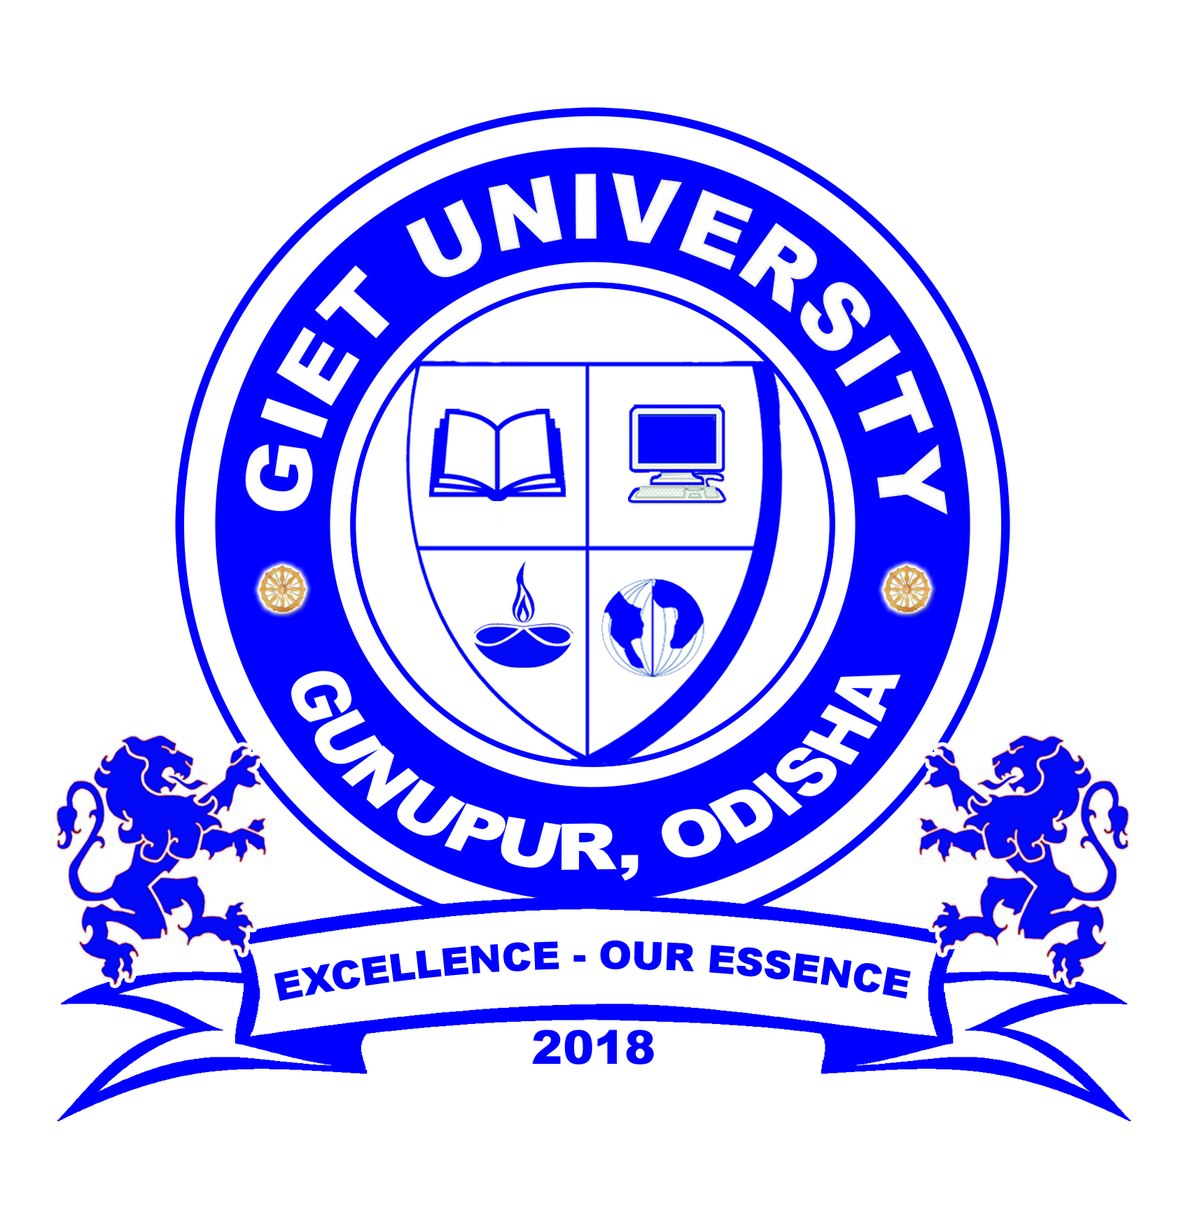 GIET UNIVERSITY
GUNUPUR, ODISHA
EXCELLENCE - OUR ESSENCE
2018